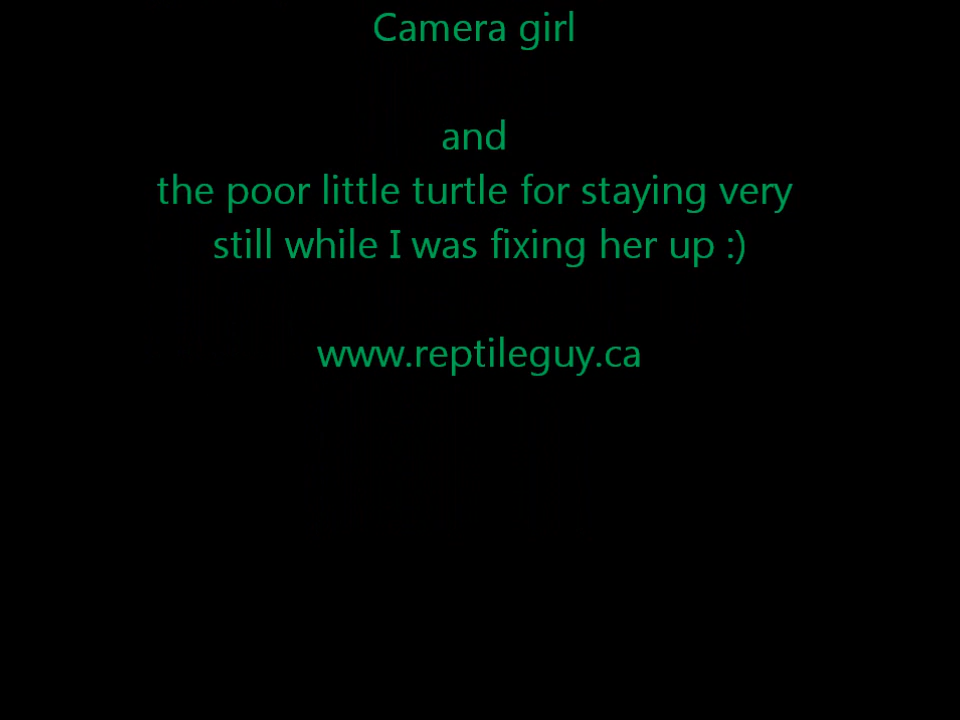 Camera girl
and
the poor little turtle for staying very
still while I was fixing her up :)
www.reptileguy.ca